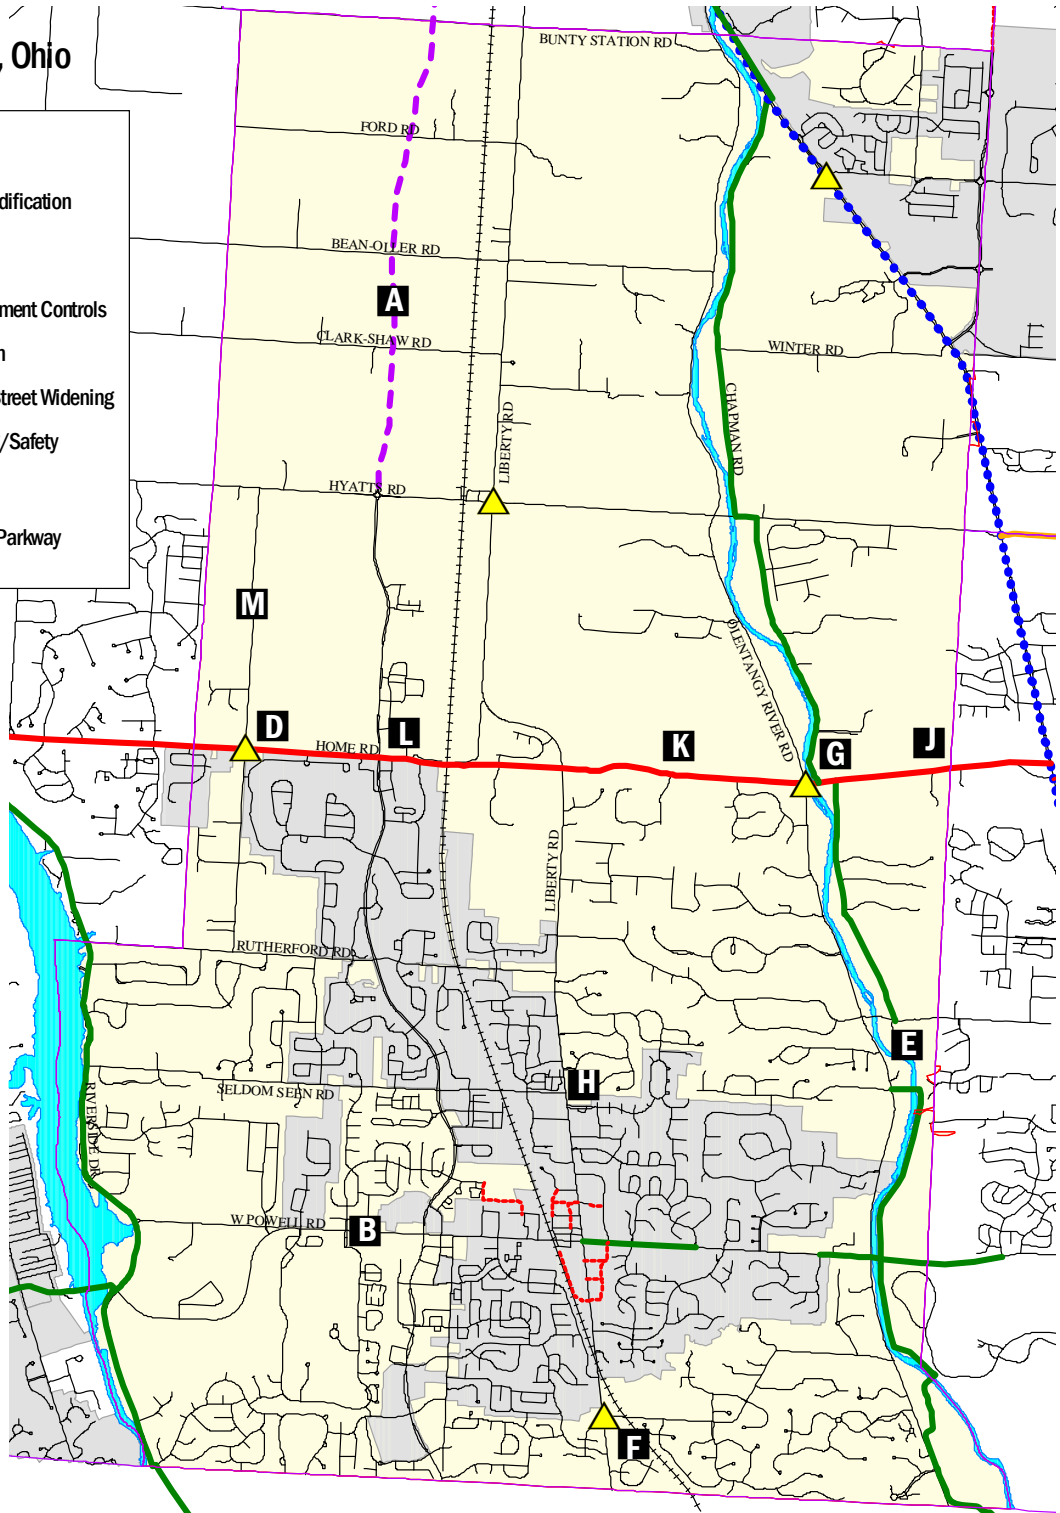 , Ohio
dification
ment Controls
n
Street Widening
/Safety
Parkway
BUNTY STATION RD
FORD RD
BEAN-OLLER RD
A
CLARK-SHAW RD
WINTER RD
CHAPMAN RD
LIBERTY RD
HYATTS RD
M
OLENTANGY RIVER RD
D
HOME RD
L
K
G
J
LIBERTY RD
RUTHERFORD RD
E
H
SELDOM SEEN RD
RIVERSIDE DR
W POWELL RD
B
F